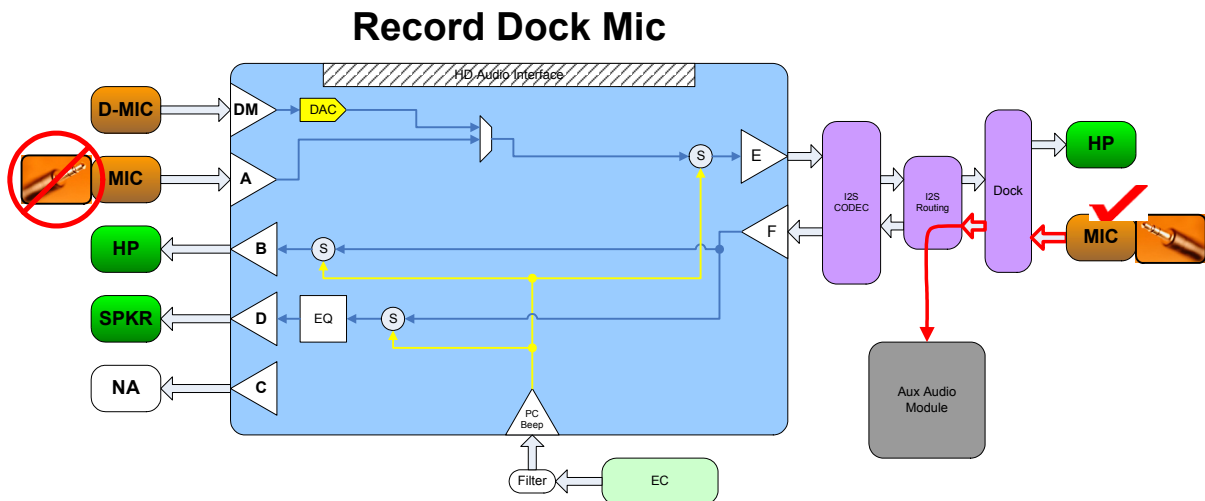 Record Dock Mic
HD Audio Interface
D-MIC
DM
DAC
MIC
A
S
E
I2S
CODEC
I2S
Routing
Dock
HP
MIC
HP
B
S
F
SPKR
D
EQ
S
NA
C
PC
Beep
Aux Audio
Module
Filter
EC